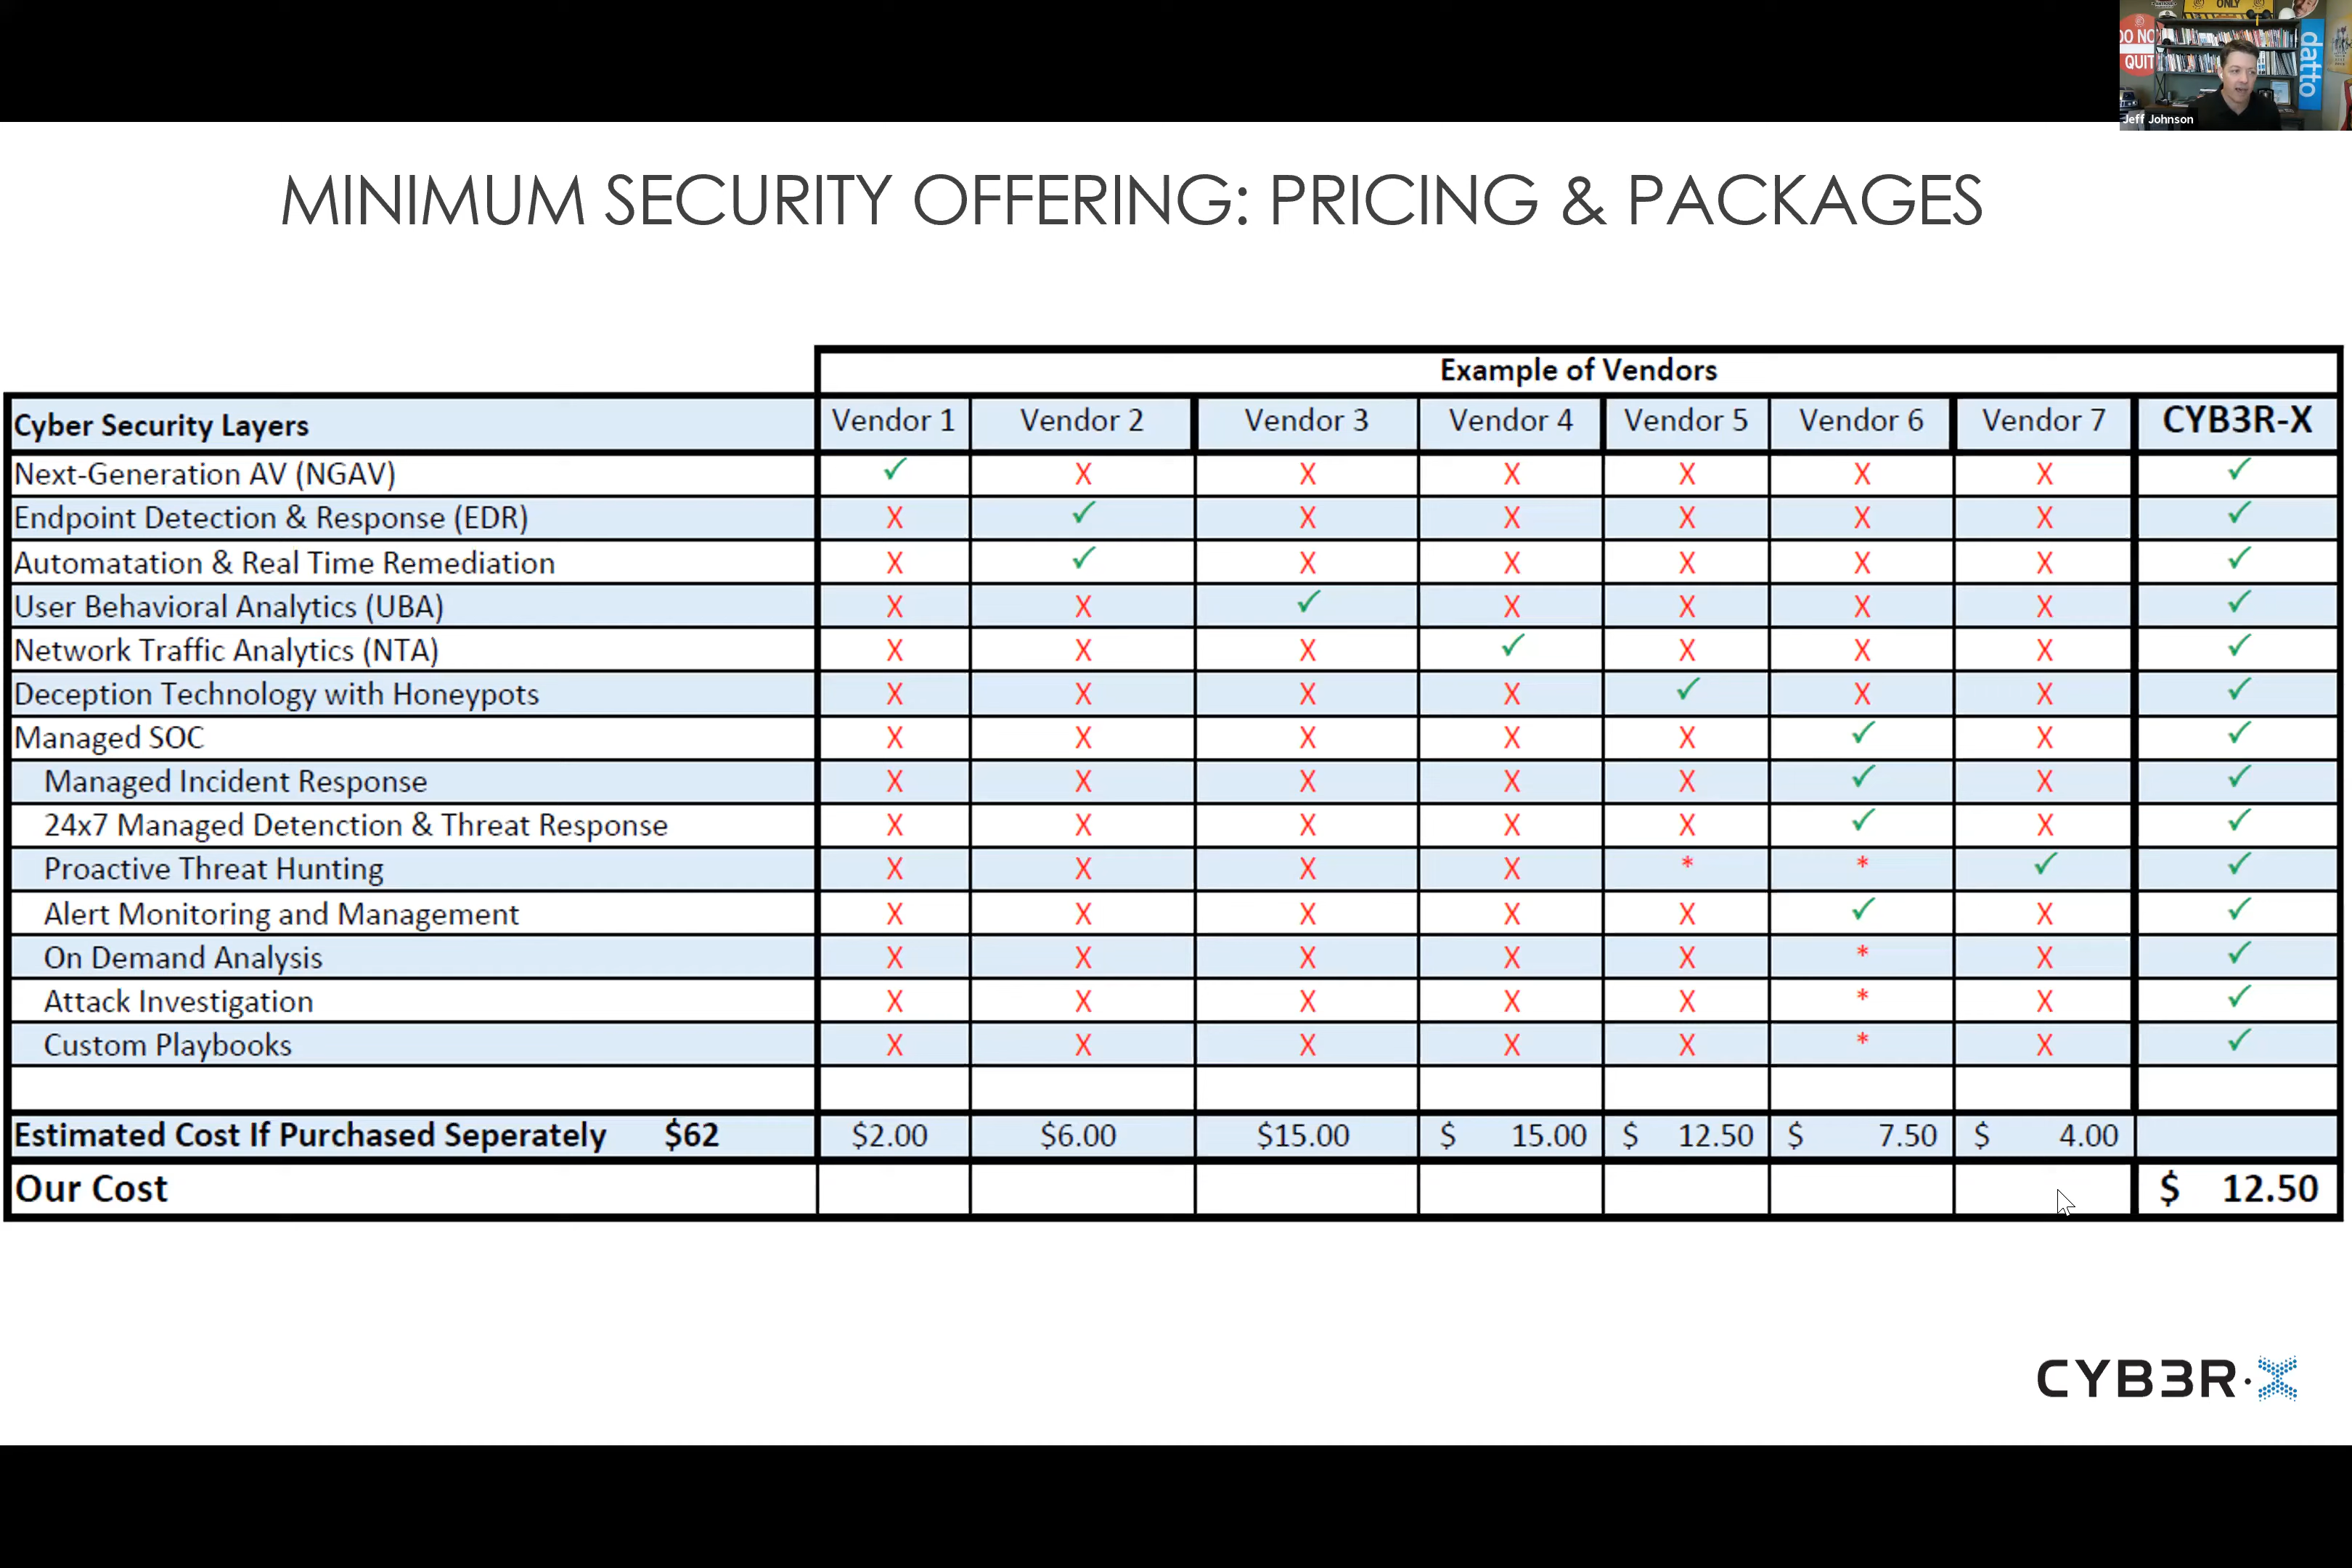 ONLY
DO NO
QUIT
datto
Jeff Johnson
MINIMUM SECURITY OFFERING: PRICING & PACKAGES
Example of Vendors
Cyber Security Layers Vendor 1 Vendor 2 Vendor 3 Vendor 4 Vendor 5 Vendor 6 Vendor 7 CYB3R-X
Next-Generation AV (NGAV) ✓ X X X X X X ✓
Endpoint Detection & Response (EDR) X ✓ X X X X X ✓
Automatation & Real Time Remediation X ✓ X X X X X ✓
User Behavioral Analytics (UBA) X X ✓ X X X X ✓
Network Traffic Analytics (NTA) X X X ✓ X X X ✓
Deception Technology with Honeypots X X X X ✓ X X ✓
Managed SOC X X X X X ✓ X ✓
Managed Incident Response X X X X X ✓ X ✓
24x7 Managed Detenction & Threat Response X X X X X ✓ X ✓
Proactive Threat Hunting X X X X * * ✓ ✓
Alert Monitoring and Management X X X X X ✓ X ✓
On Demand Analysis X X X X X * X ✓
Attack Investigation X X X X X * X ✓
Custom Playbooks X X X X X * X ✓
Estimated Cost If Purchased Seperately $62 $2.00 $6.00 $15.00 $ 15.00 $ 12.50 $ 7.50 $ 4.00
Our Cost $ 12.50
CYB3R·X